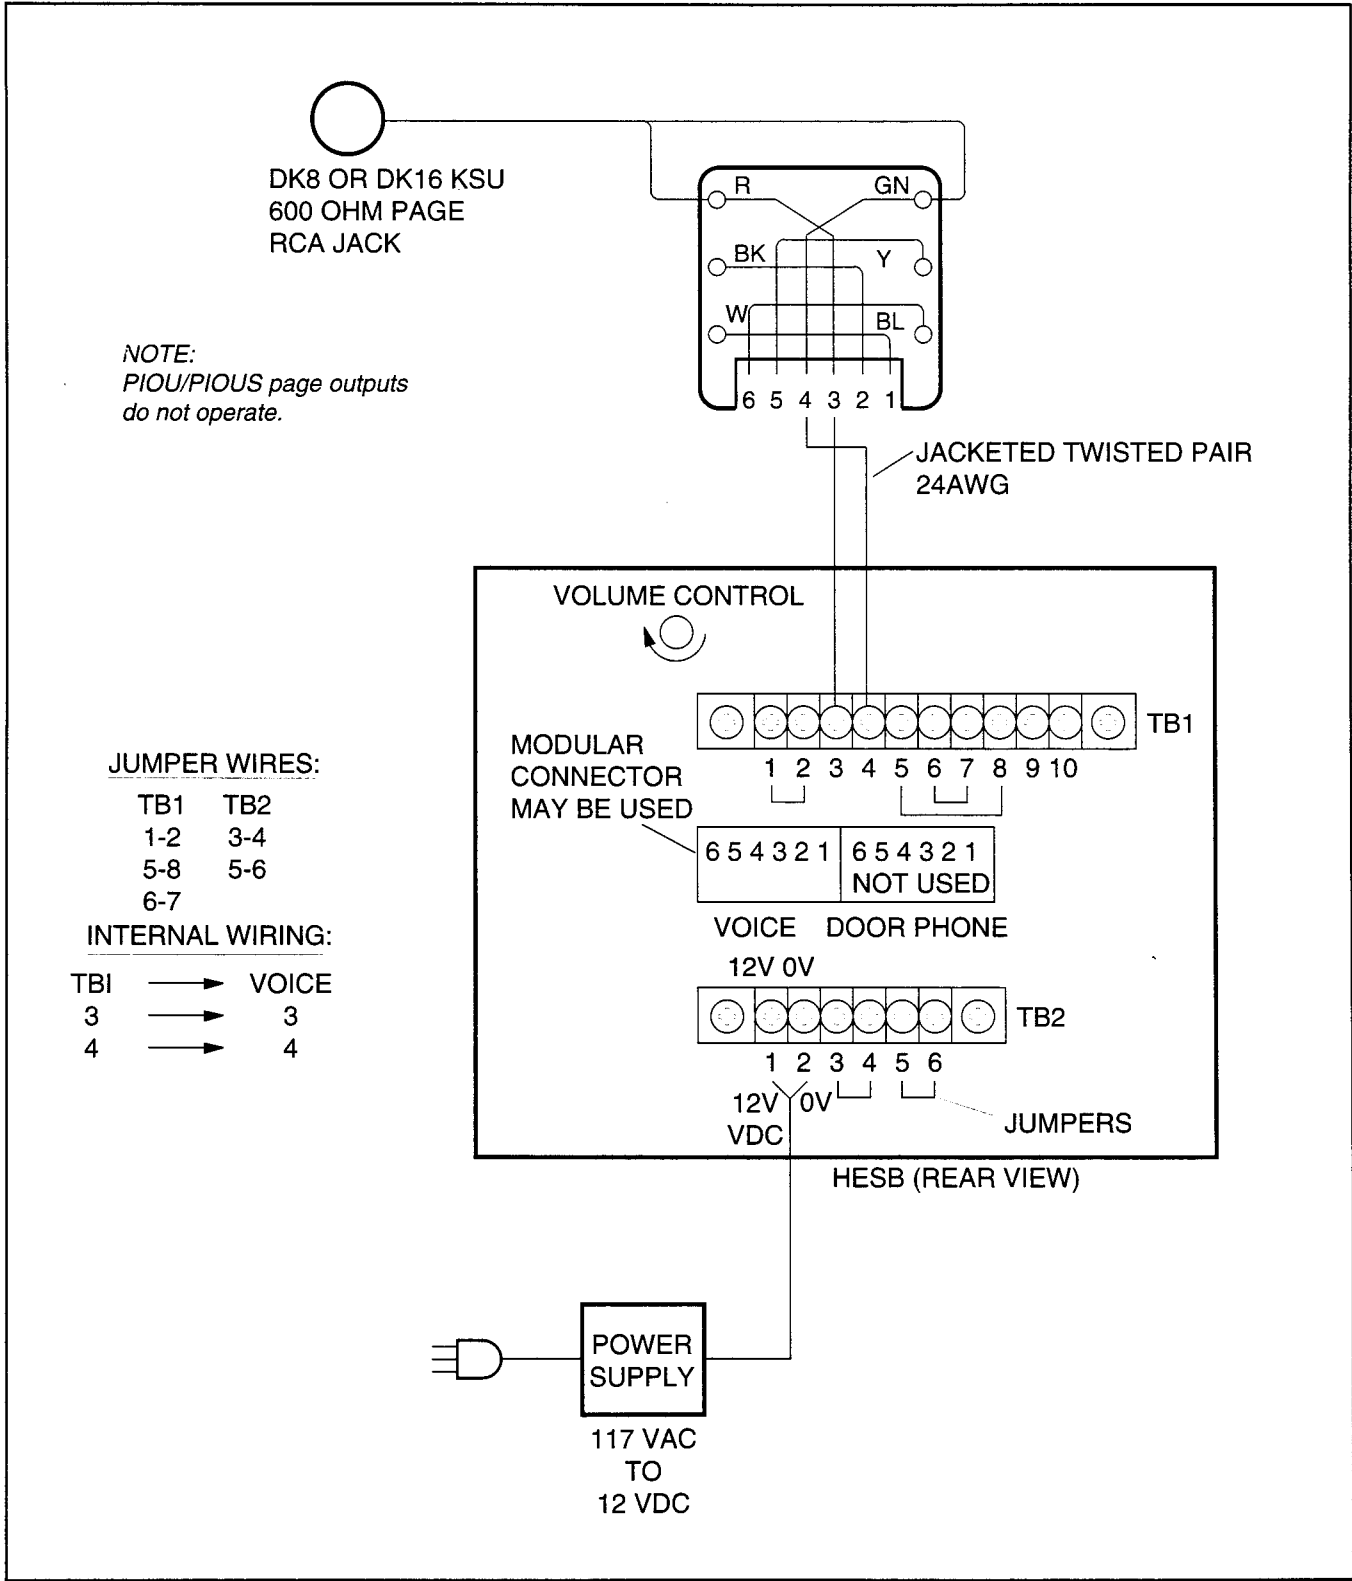 DK8 OR DK16 KSU
600 OHM PAGE
RCA JACK
R GN
BK Y
W BL
6 5 4 3 2 1
NOTE:
PIOU/PIOUS page outputs
do not operate.
JACKETED TWISTED PAIR
24AWG
VOLUME CONTROL
TB1
1 2 3 4 5 6 7 8 9 10
MODULAR
CONNECTOR
MAY BE USED
6 5 4 3 2 1 6 5 4 3 2 1
NOT USED
VOICE DOOR PHONE
12V 0V
TB2
1 2 3 4 5 6
12V 0V
VDC
JUMPERS
HESB (REAR VIEW)
JUMPER WIRES:
TB1 TB2
1-2 3-4
5-8 5-6
6-7
INTERNAL WIRING:
TBI VOICE
3 3
4 4
POWER
SUPPLY
117 VAC
TO
12 VDC